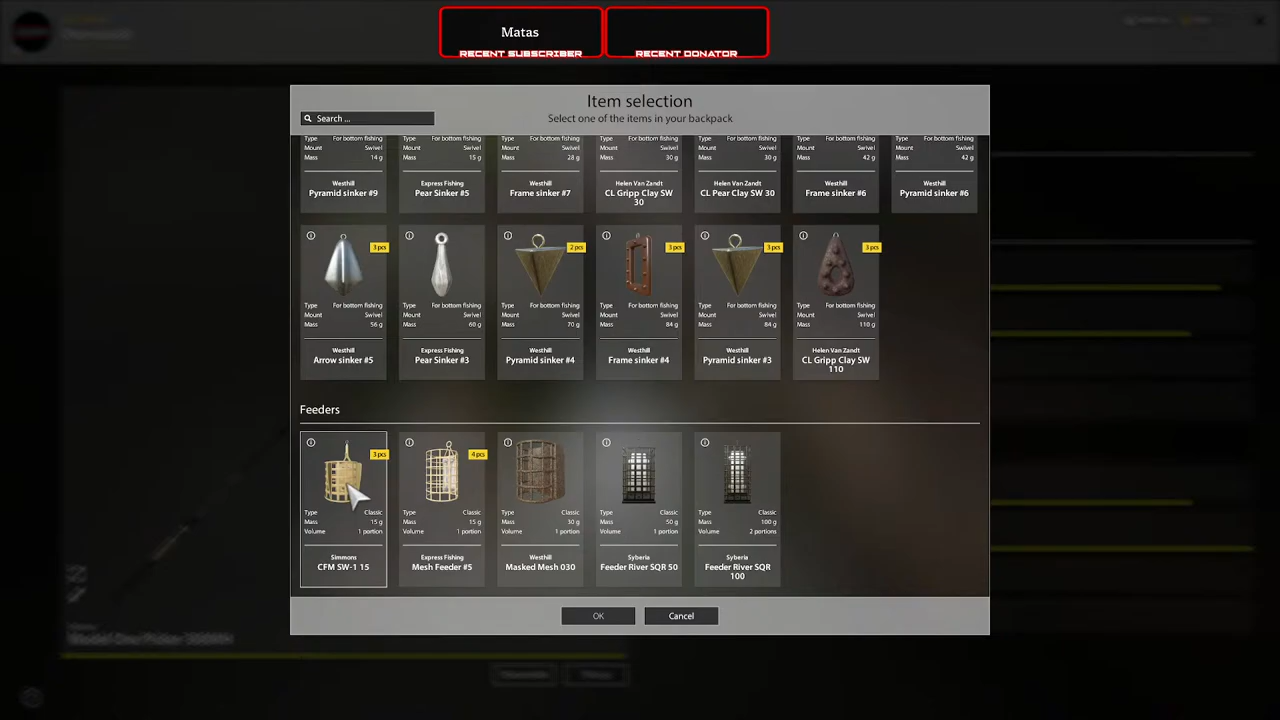 Matas
RECENT SUBSCRIBER
RECENT DONATOR
Item selection
Select one of the items in your backpack
Search ...
Type For bottom fishing
Mount Swivel
Mass 14 g
Westhill
Pyramid sinker #9
Type For bottom fishing
Mount Swivel
Mass 15 g
Express Fishing
Pear Sinker #5
Type For bottom fishing
Mount Swivel
Mass 28 g
Westhill
Frame sinker #7
Type For bottom fishing
Mount Swivel
Mass 30 g
Helen Van Zandt
CL Gripp Clay SW
30
Type For bottom fishing
Mount Swivel
Mass 30 g
Helen Van Zandt
CL Pear Clay SW 30
Type For bottom fishing
Mount Swivel
Mass 42 g
Westhill
Frame sinker #6
Type For bottom fishing
Mount Swivel
Mass 42 g
Westhill
Pyramid sinker #6
3 pcs
Type For bottom fishing
Mount Swivel
Mass 56 g
Westhill
Arrow sinker #5
Type For bottom fishing
Mount Swivel
Mass 60 g
Express Fishing
Pear Sinker #3
2 pcs
Type For bottom fishing
Mount Swivel
Mass 70 g
Westhill
Pyramid sinker #4
3 pcs
Type For bottom fishing
Mount Swivel
Mass 84 g
Westhill
Frame sinker #4
3 pcs
Type For bottom fishing
Mount Swivel
Mass 84 g
Westhill
Pyramid sinker #3
3 pcs
Type For bottom fishing
Mount Swivel
Mass 110 g
Helen Van Zandt
CL Gripp Clay SW
110
Feeders
3 pcs
Type Classic
Mass 15 g
Volume 1 portion
Simmons
CFM SW-1 15
4 pcs
Type Classic
Mass 15 g
Volume 1 portion
Express Fishing
Mesh Feeder #5
Type Classic
Mass 30 g
Volume 1 portion
Westhill
Masked Mesh 030
Type Classic
Mass 50 g
Volume 1 portion
Syberia
Feeder River SQR 50
Type Classic
Mass 100 g
Volume 2 portions
Syberia
Feeder River SQR
100
OK
Cancel